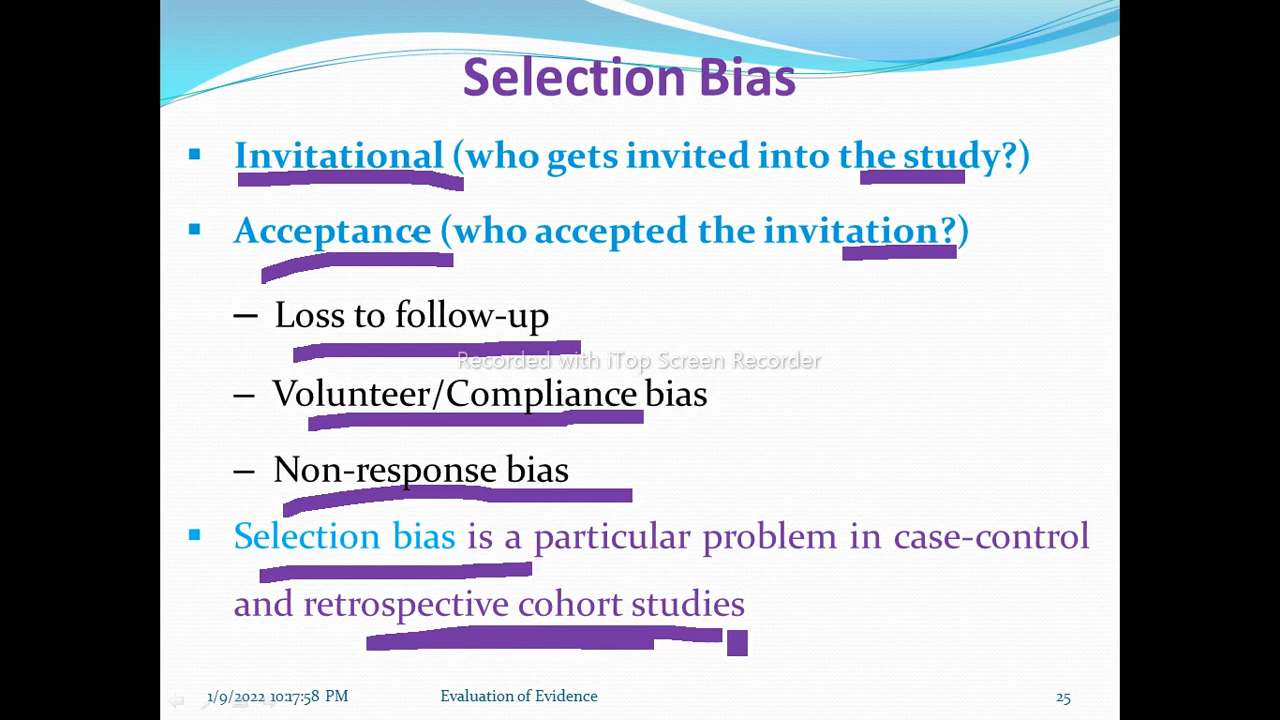 Selection Bias
▪ Invitational (who gets invited into the study?)
▪ Acceptance (who accepted the invitation?)
– Loss to follow-up
Recorded with iTop Screen Recorder
– Volunteer/Compliance bias
– Non-response bias
▪ Selection bias is a particular problem in case-control
and retrospective cohort studies
1/9/2022 10:17:58 PM Evaluation of Evidence 25